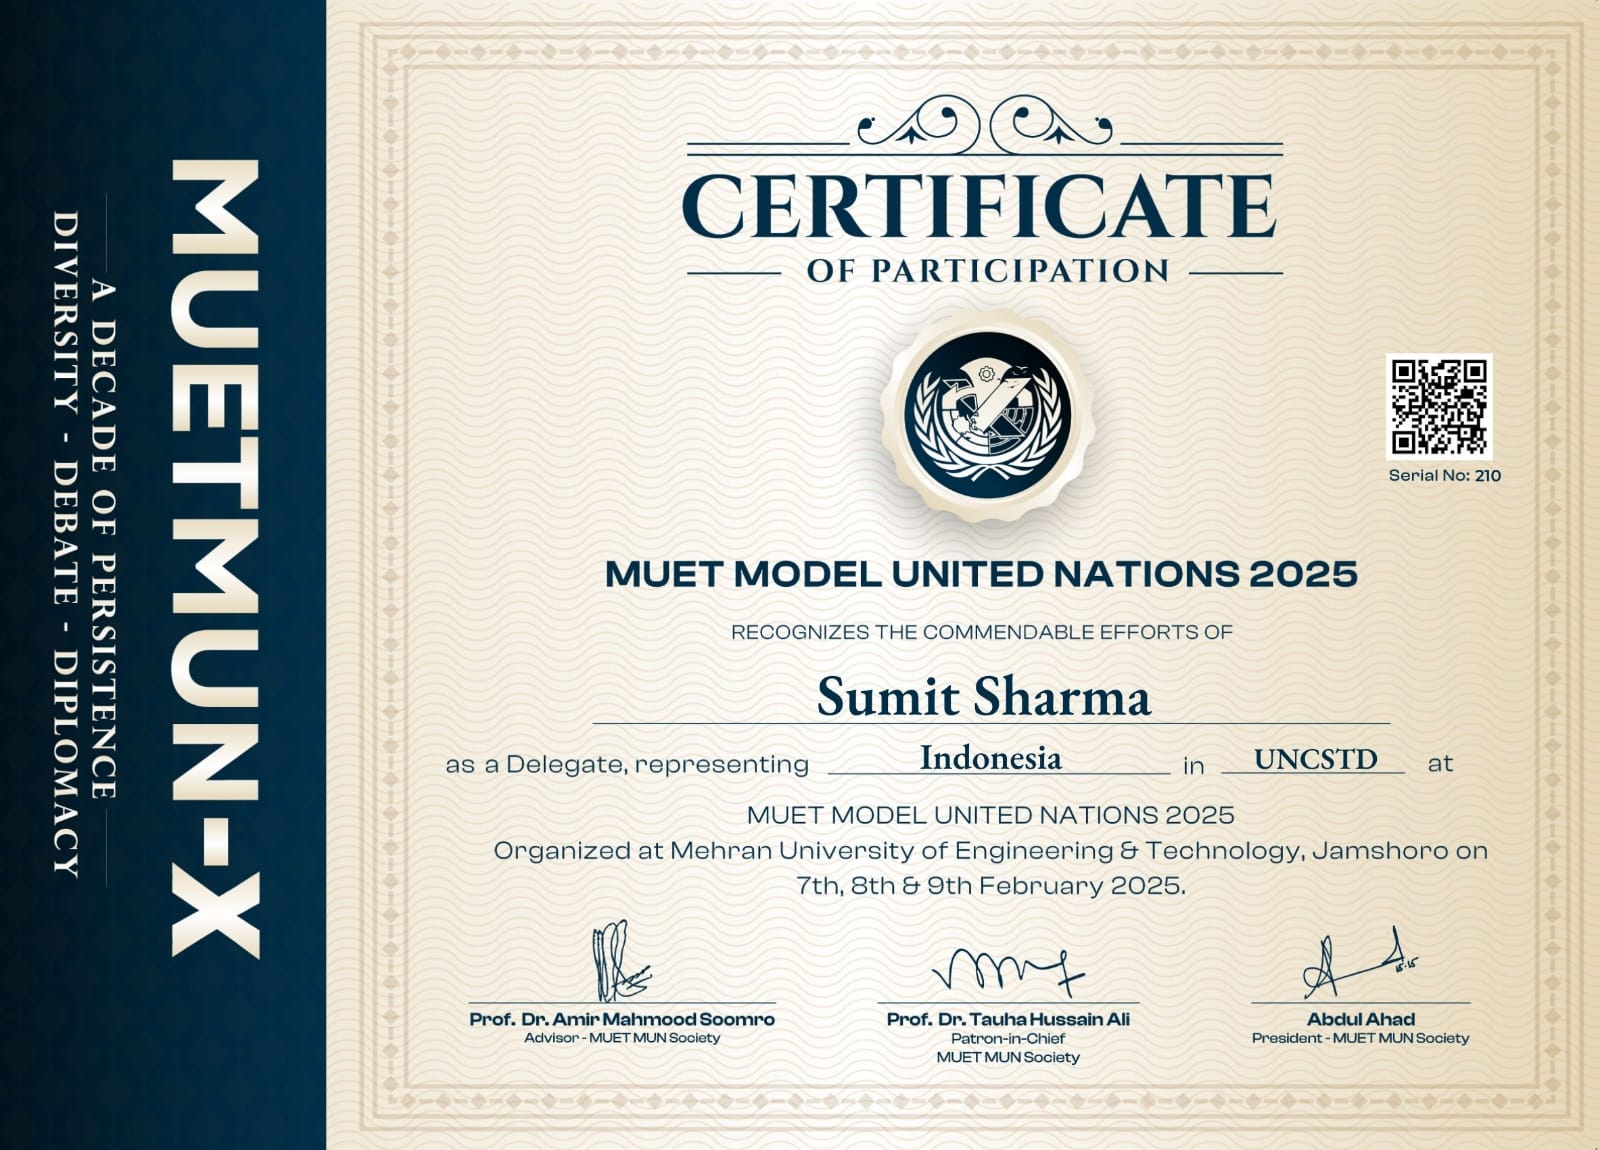 MUETMUN-X
A DECADE OF PERSISTENCE
DIVERSITY - DEBATE - DIPLOMACY
CERTIFICATE
OF PARTICIPATION
Serial No: 210
MUET MODEL UNITED NATIONS 2025
RECOGNIZES THE COMMENDABLE EFFORTS OF
Sumit Sharma
as a Delegate, representing Indonesia in UNCSTD at
MUET MODEL UNITED NATIONS 2025
Organized at Mehran University of Engineering & Technology, Jamshoro on
7th, 8th & 9th February 2025.
Prof. Dr. Amir Mahmood Soomro
Advisor - MUET MUN Society
Prof. Dr. Tauha Hussain Ali
Patron-in-Chief
MUET MUN Society
Abdul Ahad
President - MUET MUN Society